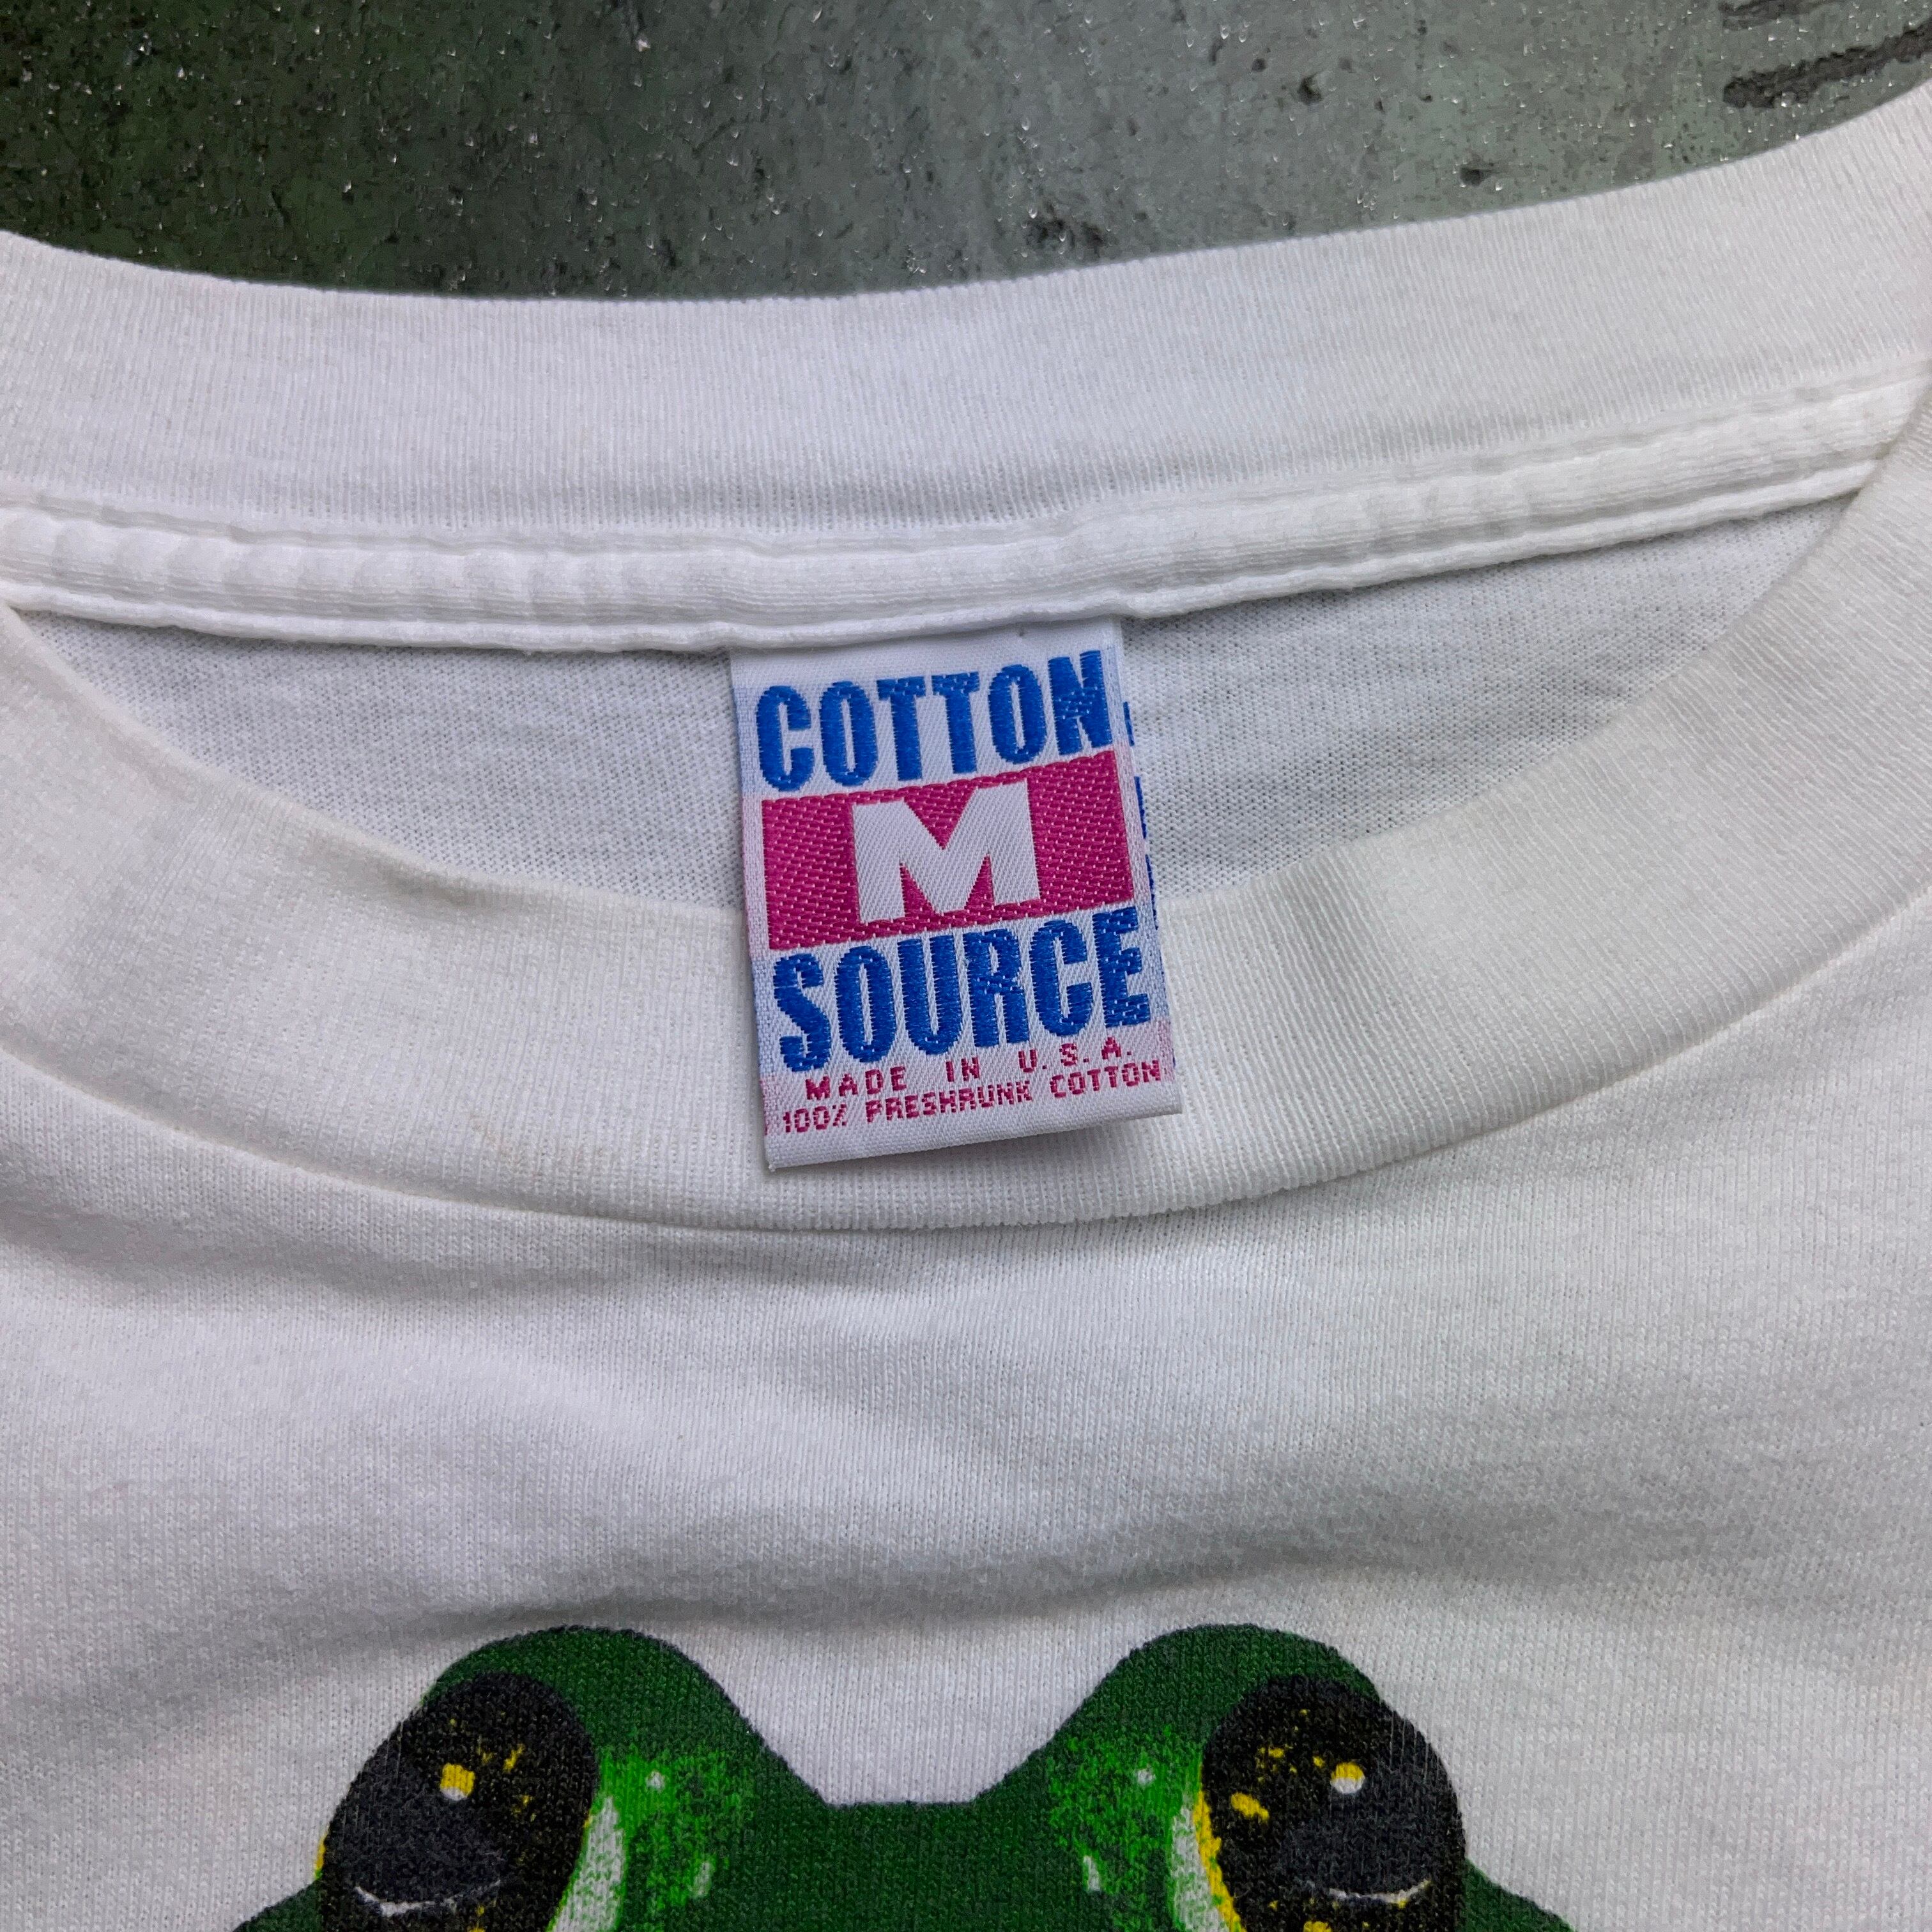 COTTON
M
SOURCE
MADE IN U.S.A.
100% PRESHRUNK COTTON